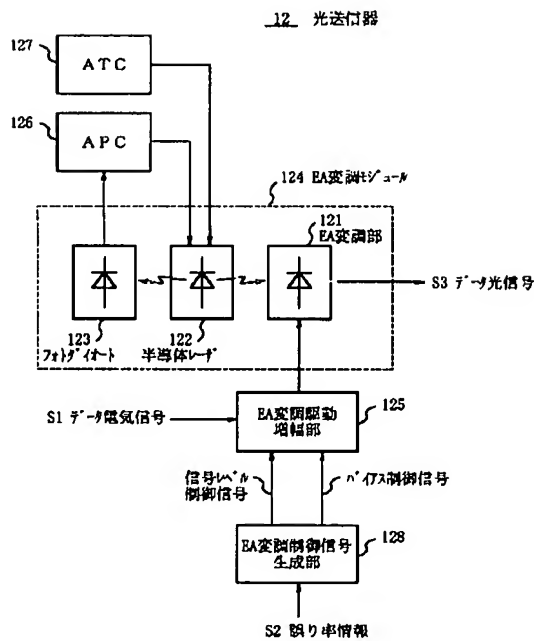 12 光送信器
127
ATC
126
APC
124 EA変調モジュール
121
EA変調部
S3 データ光信号
123
フォトダイオート
122
半導体レーザ
S1 データ電気信号
EA変調駆動
増幅部
125
信号レベル
制御信号
バイアス制御信号
EA変調制御信号
生成部
128
S2 誤り率情報